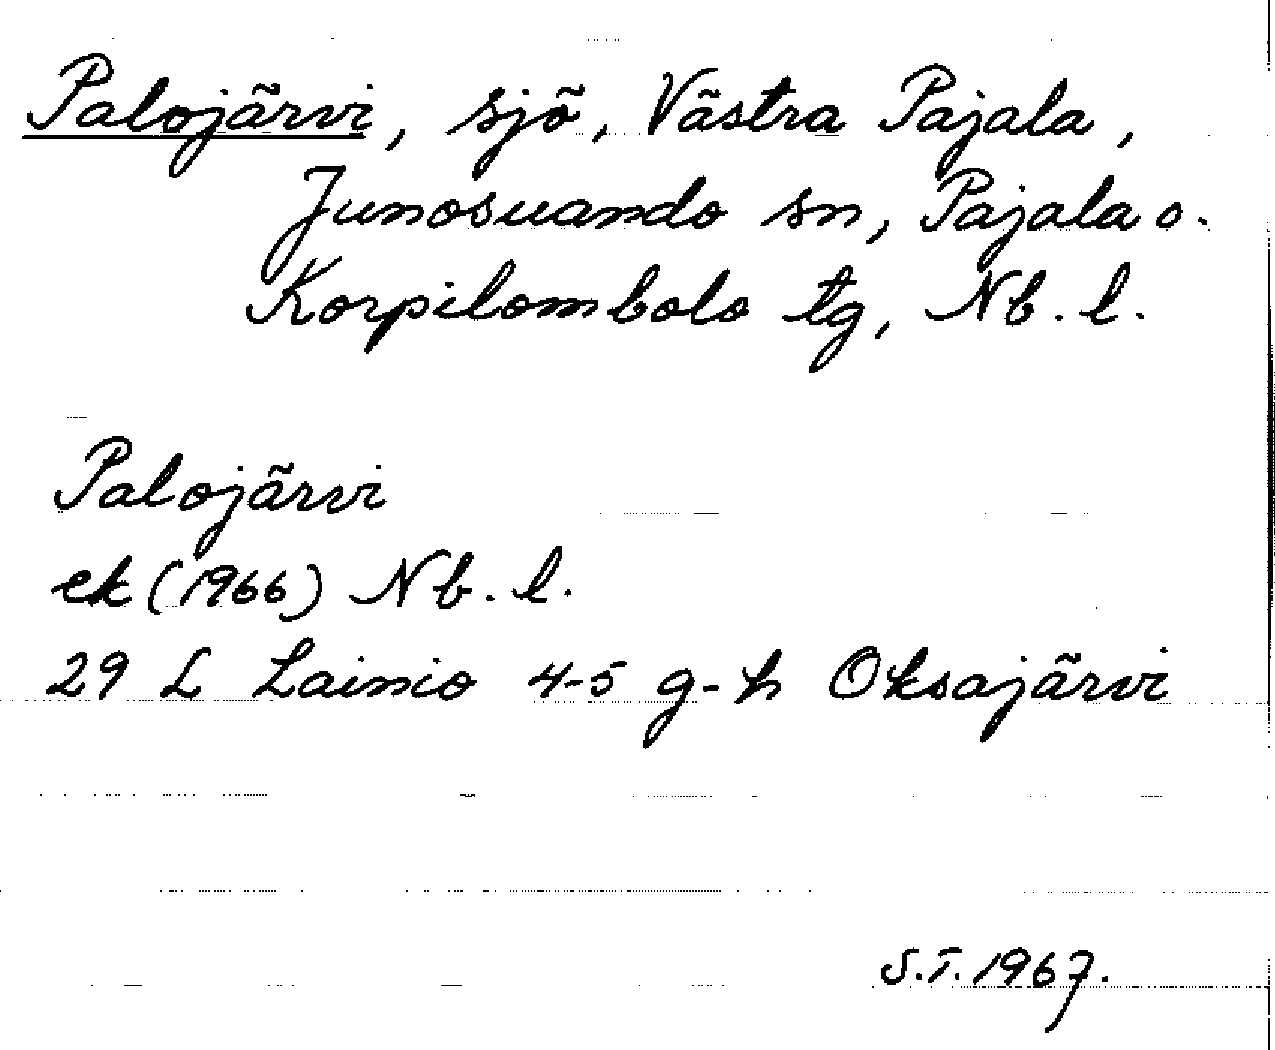 Palojärvi, sjö, Västra Pajala,
Junosuando sn, Pajala o.
Korpilombolo tg, Nb. l.
Palojärvi
ek (1966) Nb. l.
29 L Lainio 4-5 g-h Oksajärvi
S.T. 1967.